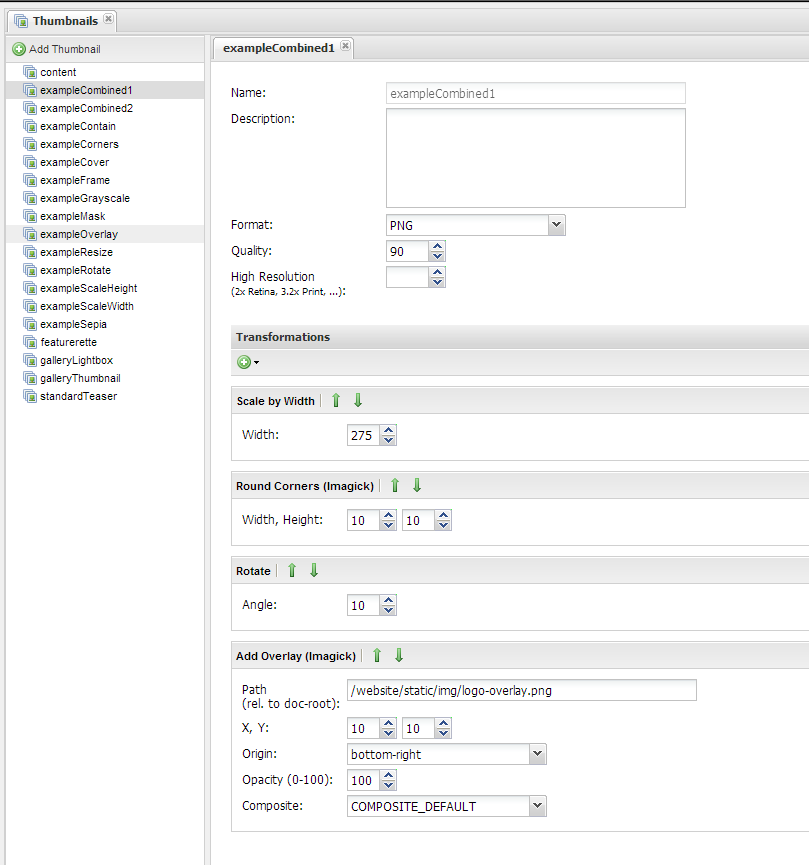 Thumbnails
Add Thumbnail
content
exampleCombined1
exampleCombined2
exampleContain
exampleCorners
exampleCover
exampleFrame
exampleGrayscale
exampleMask
exampleOverlay
exampleResize
exampleRotate
exampleScaleHeight
exampleScaleWidth
exampleSepia
featurerette
galleryLightbox
galleryThumbnail
standardTeaser
exampleCombined1
Name: exampleCombined1
Description:
Format: PNG
Quality: 90
High Resolution
(2x Retina, 3.2x Print, ...):
Transformations
Scale by Width
Width: 275
Round Corners (Imagick)
Width, Height: 10 10
Rotate
Angle: 10
Add Overlay (Imagick)
Path /website/static/img/logo-overlay.png
(rel. to doc-root):
X, Y: 10 10
Origin: bottom-right
Opacity (0-100): 100
Composite: COMPOSITE_DEFAULT